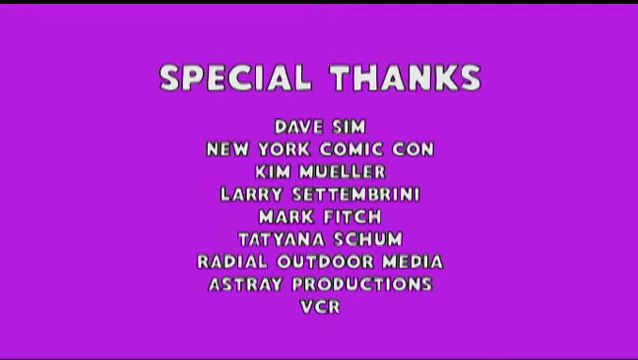 SPECIAL THANKS
DAVE SIM
NEW YORK COMIC CON
KIM MUELLER
LARRY SETTEMBRINI
MARK FITCH
TATYANA SCHUM
RADIAL OUTDOOR MEDIA
ASTRAY PRODUCTIONS
VCR